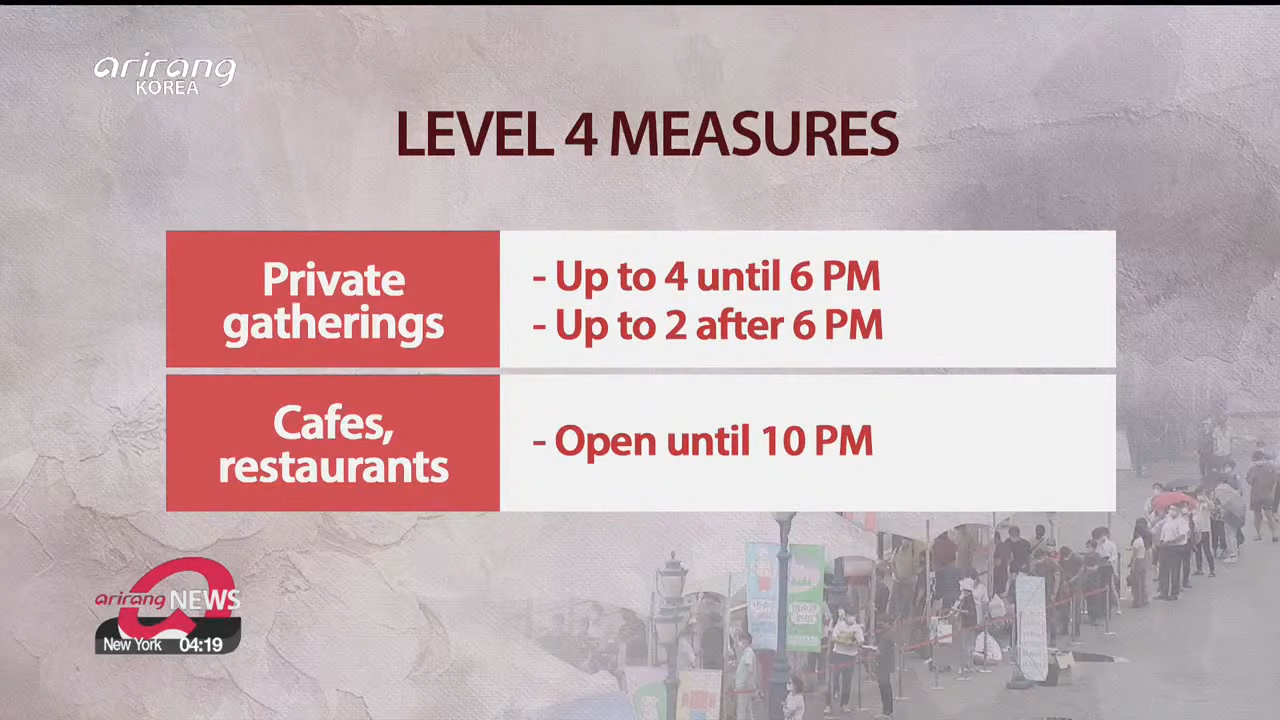 arirang
KOREA
LEVEL 4 MEASURES
Private
gatherings
- Up to 4 until 6 PM
- Up to 2 after 6 PM
Cafes,
restaurants
- Open until 10 PM
arirang NEWS
New York 04:19